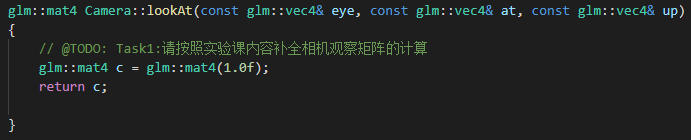 glm::mat4 Camera::lookAt(const glm::vec4& eye, const glm::vec4& at, const glm::vec4& up)
{
    // @TODO: Task1:请按照实验课内容补全相机观察矩阵的计算
    glm::mat4 c = glm::mat4(1.0f);
    return c;
}